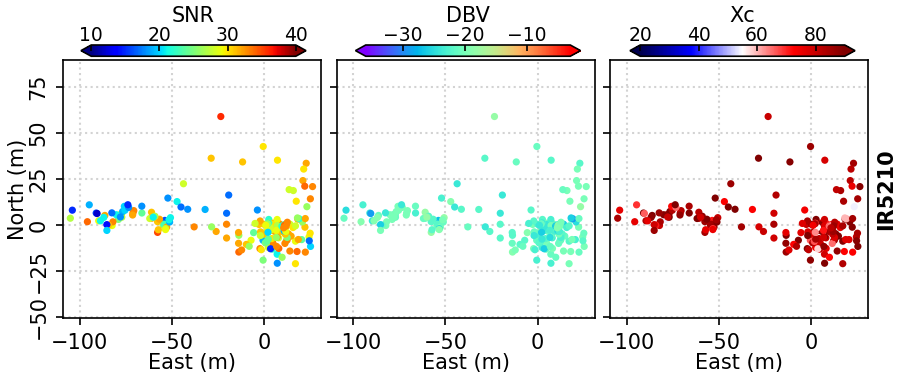 SNR DBV Xc
10 20 30 40 −30 −20 −10 20 40 60 80
75
50
25
0
−25
−50
North (m)
−100 −50 0 −100 −50 0 −100 −50 0
East (m) East (m) East (m)
IR5210